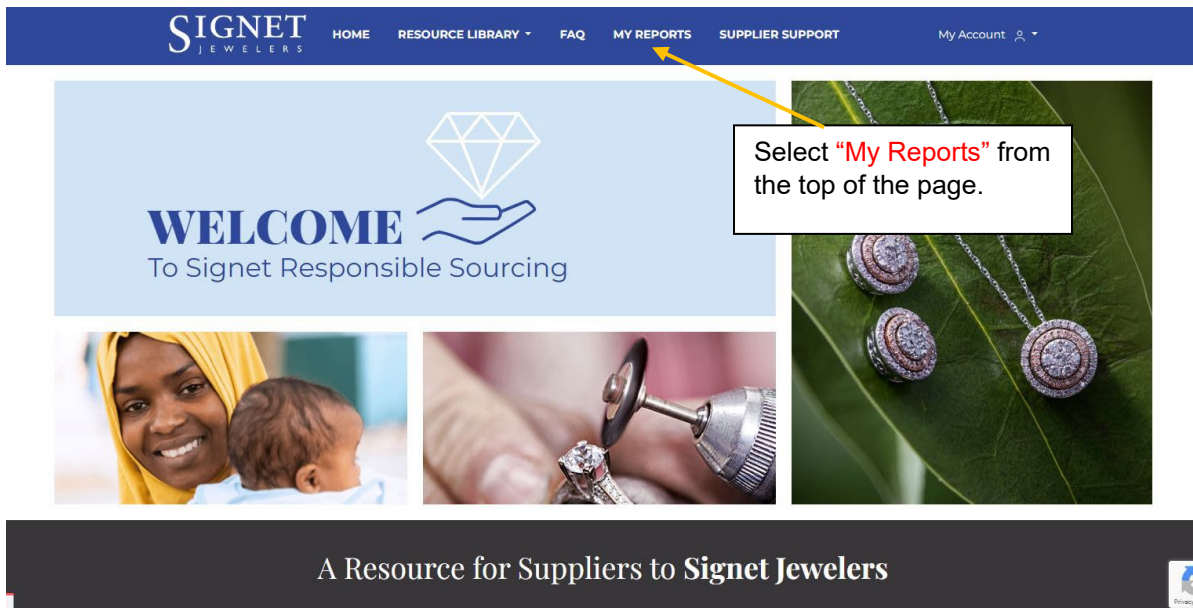 SIGNET
JEWELERS
HOME RESOURCE LIBRARY FAQ MY REPORTS SUPPLIER SUPPORT My Account
Select “My Reports” from
the top of the page.
WELCOME
To Signet Responsible Sourcing
A Resource for Suppliers to Signet Jewelers
Privacy